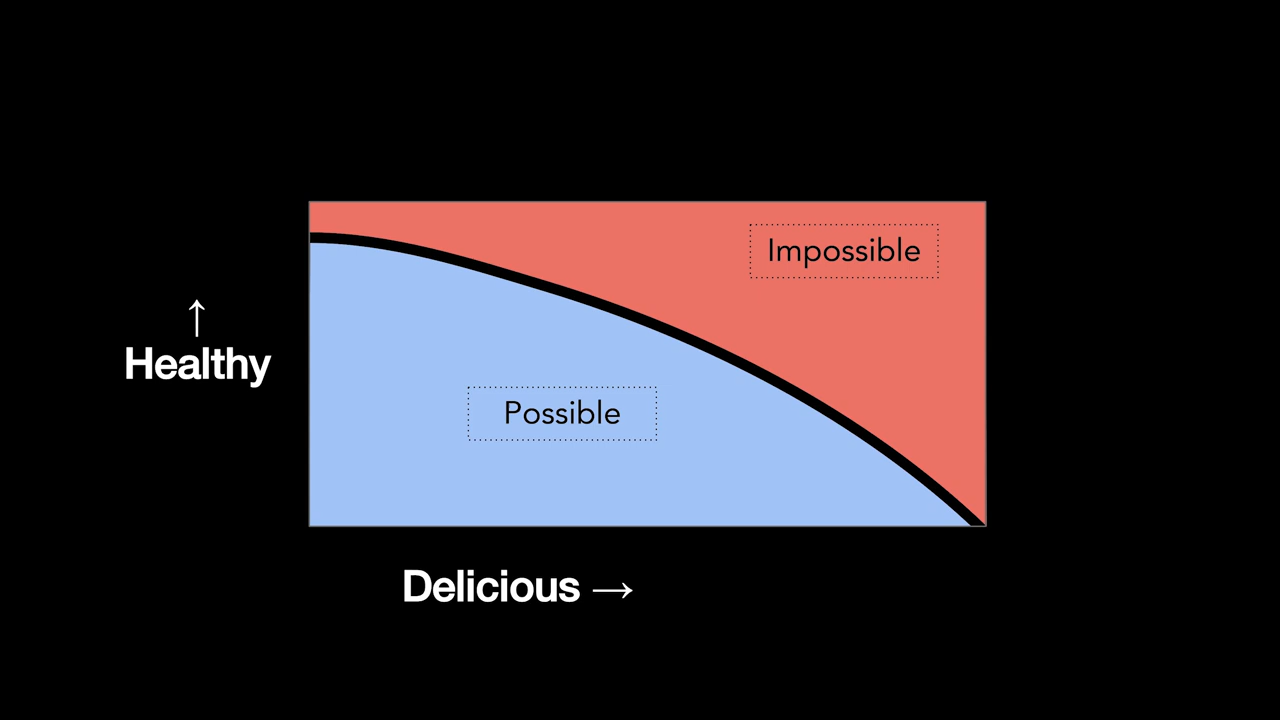 Impossible
↑
Healthy
Possible
Delicious →